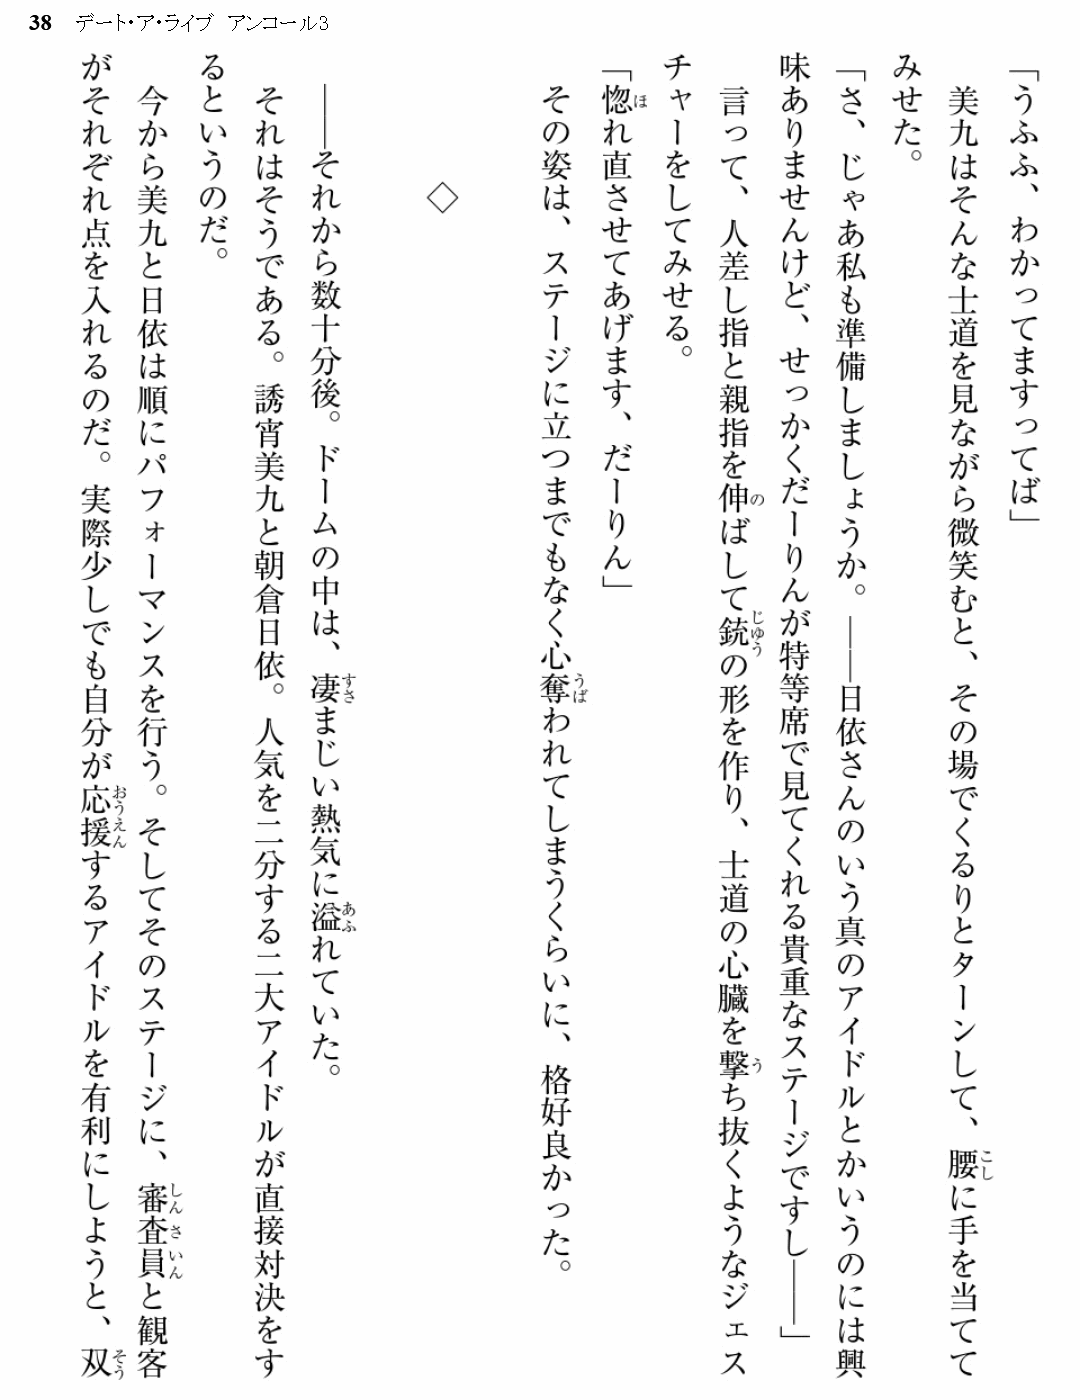 38 デート・ア・ライブ アンコール3
「うふふ、わかってますってば」
美九はそんな士道を見ながら微笑むと、その場でくるりとターンして、腰に手を当てて
みせた。
「さ、じゃあ私も準備しましょうか。――日依さんのいう真のアイドルとかいうのには興
味ありませんけど、せっかくだーりんが特等席で見てくれる貴重なステージですし――」
言って、人差し指と親指を伸ばして銃の形を作り、士道の心臓を撃ち抜くようなジェス
チャーをしてみせる。
「惚れ直させてあげます、だーりん」
その姿は、ステージに立つまでもなく心奪われてしまうくらいに、格好良かった。
◇
――それから数十分後。ドームの中は、凄まじい熱気に溢れていた。
それはそうである。誘宵美九と朝倉日依。人気を二分する二大アイドルが直接対決をす
るというのだ。
今から美九と日依は順にパフォーマンスを行う。そしてそのステージに、審査員と観客
がそれぞれ点を入れるのだ。実際少しでも自分が応援するアイドルを有利にしようと、双